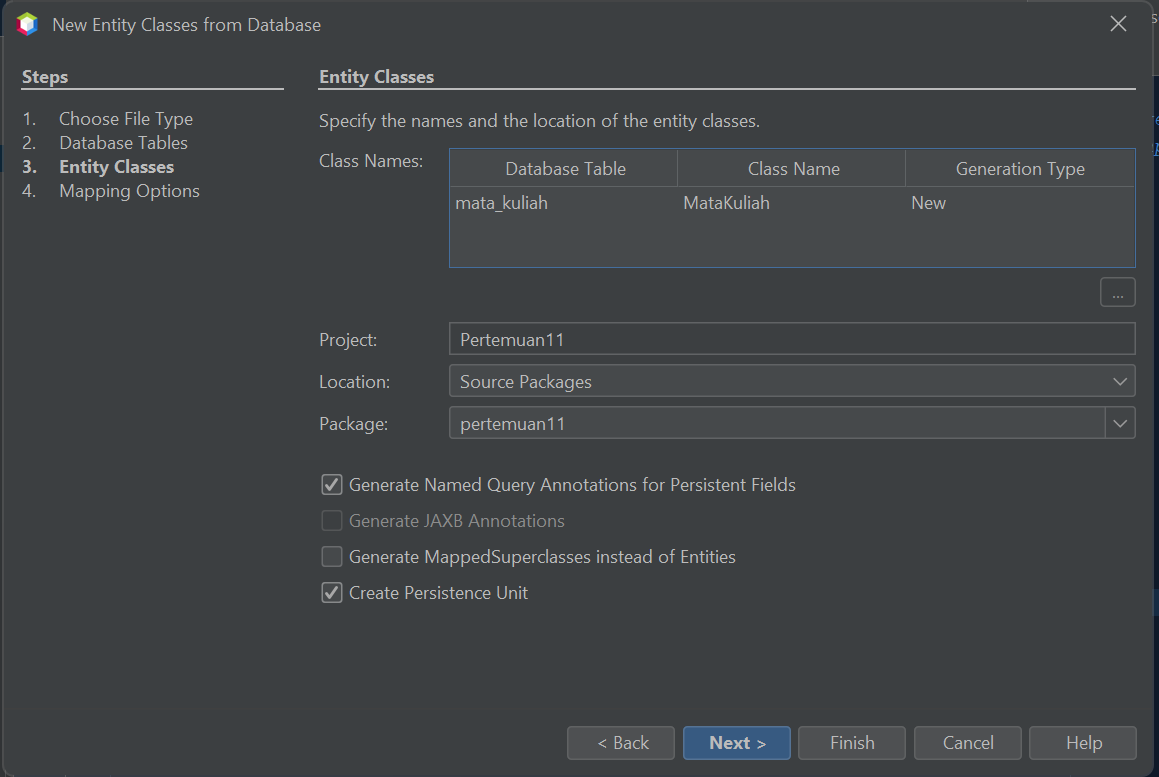 New Entity Classes from Database
Steps
1. Choose File Type
2. Database Tables
3. Entity Classes
4. Mapping Options
Entity Classes
Specify the names and the location of the entity classes.
Class Names:
Database Table Class Name Generation Type
mata_kuliah MataKuliah New
...
Project: Pertemuan11
Location: Source Packages
Package: pertemuan11
Generate Named Query Annotations for Persistent Fields
Generate JAXB Annotations
Generate MappedSuperclasses instead of Entities
Create Persistence Unit
< Back Next > Finish Cancel Help